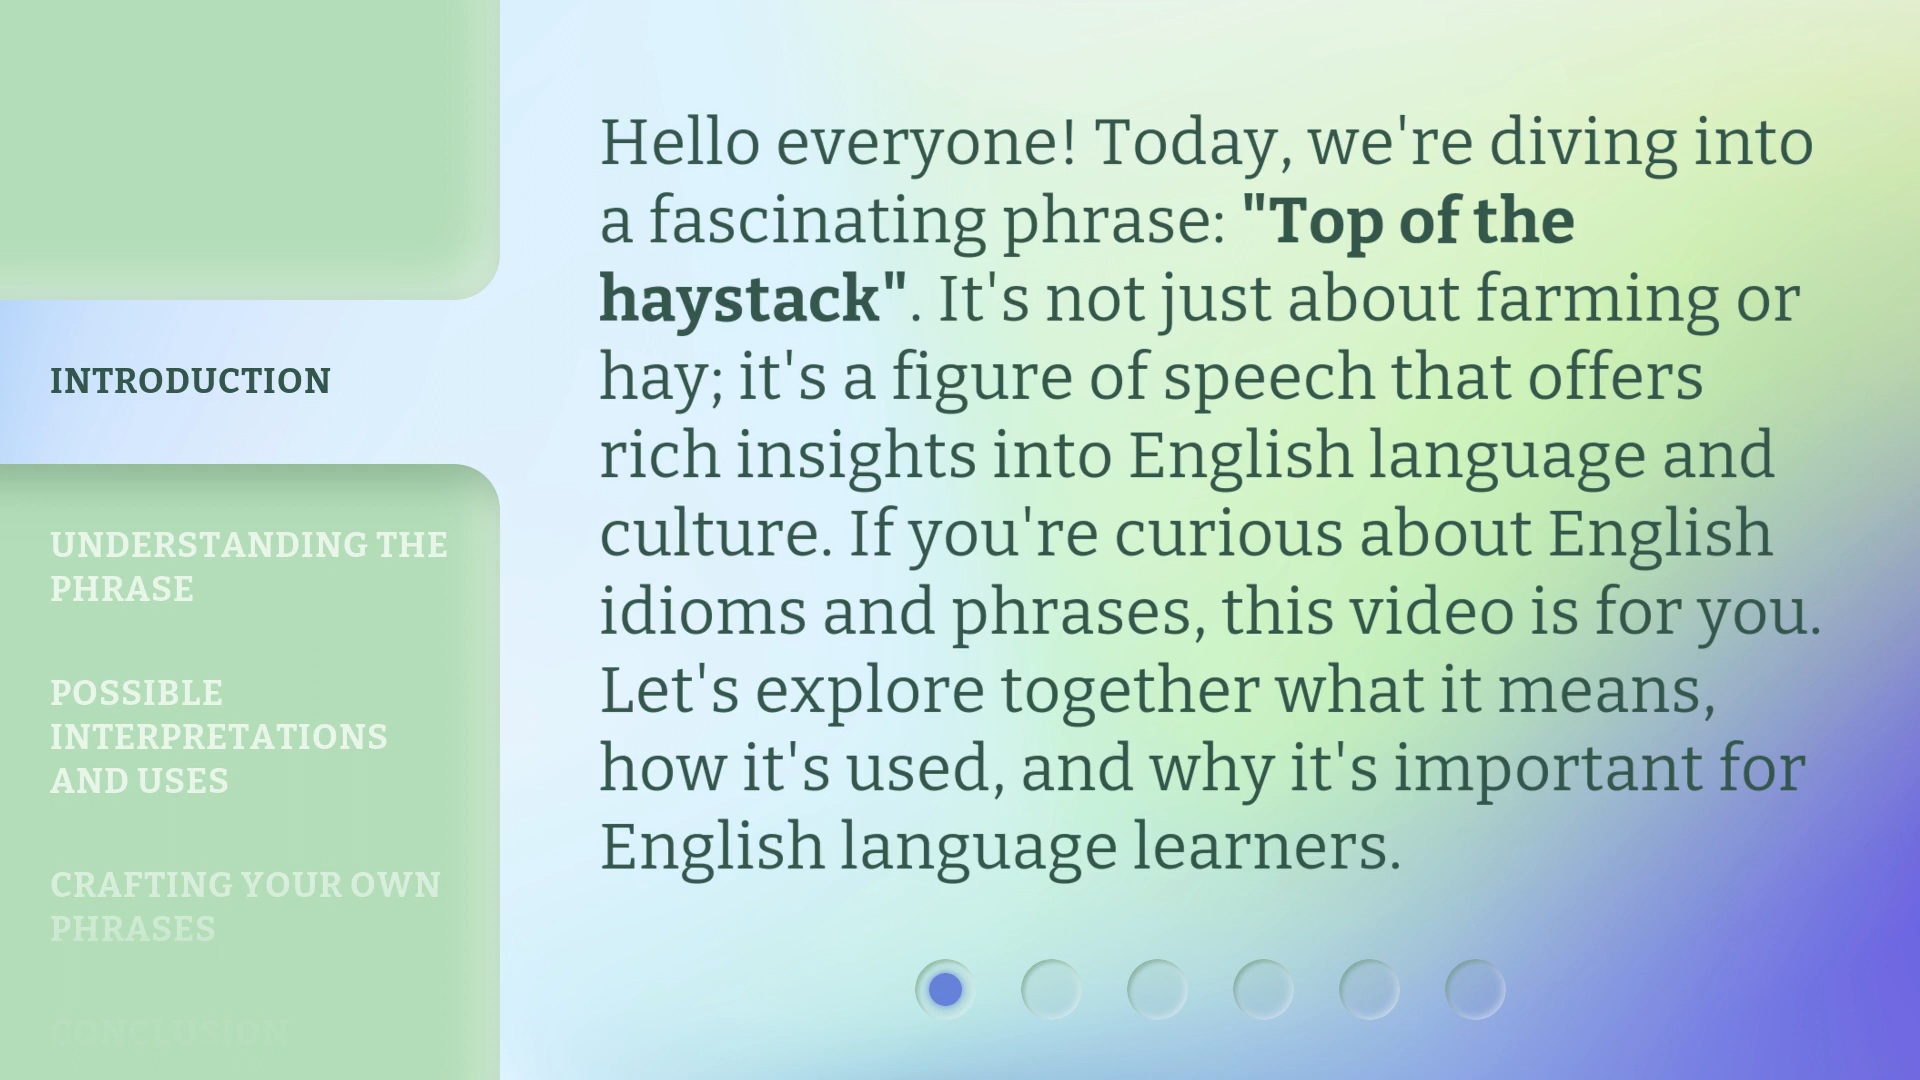 INTRODUCTION
UNDERSTANDING THE
PHRASE
POSSIBLE
INTERPRETATIONS
AND USES
CRAFTING YOUR OWN
PHRASES
CONCLUSION
Hello everyone! Today, we're diving into
a fascinating phrase: "Top of the
haystack". It's not just about farming or
hay; it's a figure of speech that offers
rich insights into English language and
culture. If you're curious about English
idioms and phrases, this video is for you.
Let's explore together what it means,
how it's used, and why it's important for
English language learners.